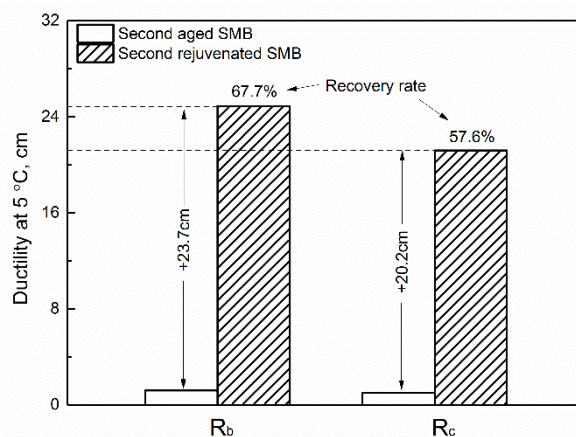 32
24
16
8
0
Ductility at 5 °C, cm
Second aged SMB
Second rejuvenated SMB
67.7%
Recovery rate
57.6%
+23.7cm
+20.2cm
Rb
Rc